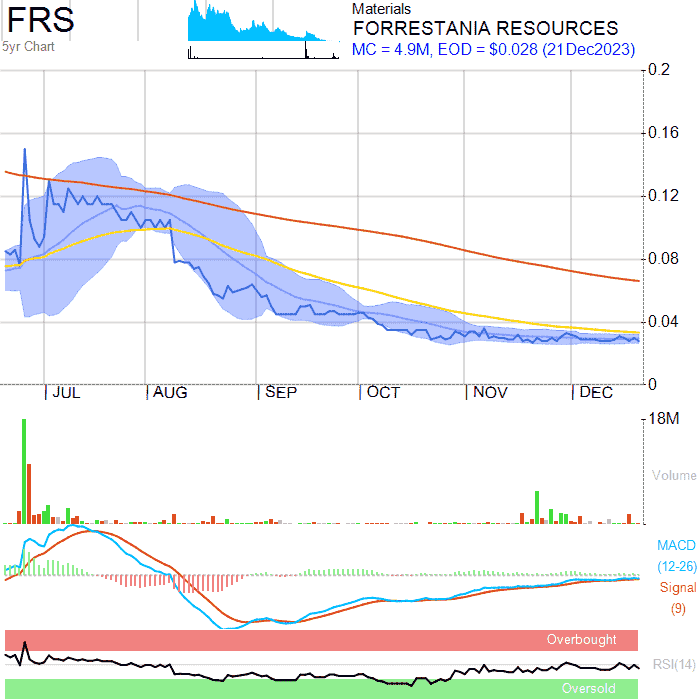 FRS
5yr Chart
Materials
FORRESTANIA RESOURCES
MC = 4.9M, EOD = $0.028 (21Dec2023)
0.2
0.16
0.12
0.08
0.04
0
JUL AUG SEP OCT NOV DEC
18M
Volume
MACD
(12-26)
Signal
(9)
Overbought
RSI(14)
Oversold